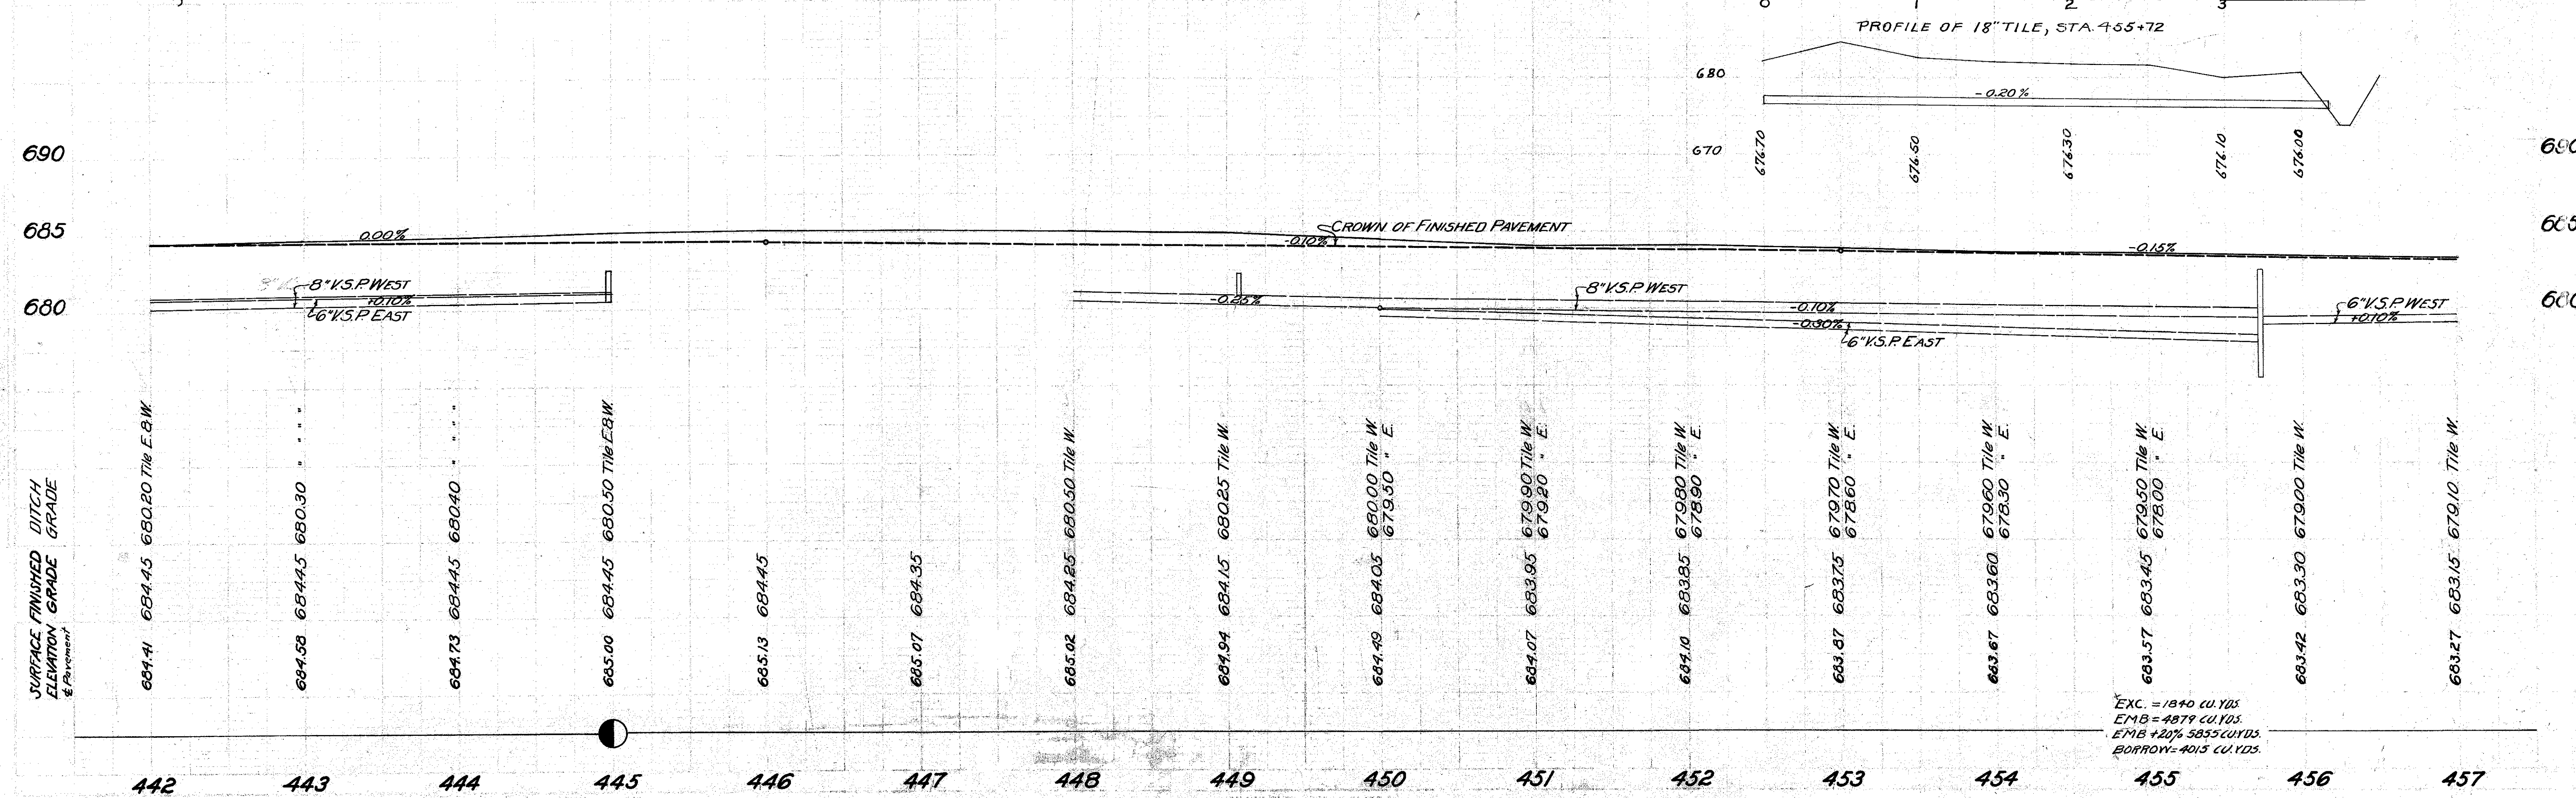 0 1 2 3
PROFILE OF 18" TILE, STA. 455+72
680
-0.20%
670
676.70 676.50 676.30 676.10 676.00
690
685
680
0.00%
CROWN OF FINISHED PAVEMENT
-0.10%
-0.15%
8" V.S.P. WEST
+0.10%
6" V.S.P. EAST
-0.25%
8" V.S.P. WEST
-0.10%
-0.30%
6" V.S.P. EAST
6" V.S.P. WEST
+0.10%
SURFACE ELEVATION
₵ Pavement
FINISHED GRADE
DITCH GRADE
684.41 684.45 680.20 Tile E.&W.
684.58 684.45 680.30 " " " "
684.73 684.45 680.40 " " " "
685.00 684.45 680.50 Tile E.&W.
685.13 684.45
685.07 684.35
685.02 684.25 680.50 Tile W.
684.94 684.15 680.25 Tile W.
684.49 684.05 680.00 Tile W.
679.50 " E.
684.07 683.95 679.90 Tile W.
679.20 " E.
684.10 683.85 679.80 Tile W.
678.90 " E.
683.87 683.75 679.70 Tile W.
678.60 " E.
683.67 683.60 679.60 Tile W.
678.30 " E.
683.57 683.45 679.50 Tile W.
678.00 " E.
683.42 683.30 679.00 Tile W.
683.27 683.15 679.10 Tile W.
EXC. = 1840 CU. YDS.
EMB = 4879 CU. YDS.
EMB +20% 5855 CU. YDS.
BORROW = 4015 CU. YDS.
442 443 444 445 446 447 448 449 450 451 452 453 454 455 456 457